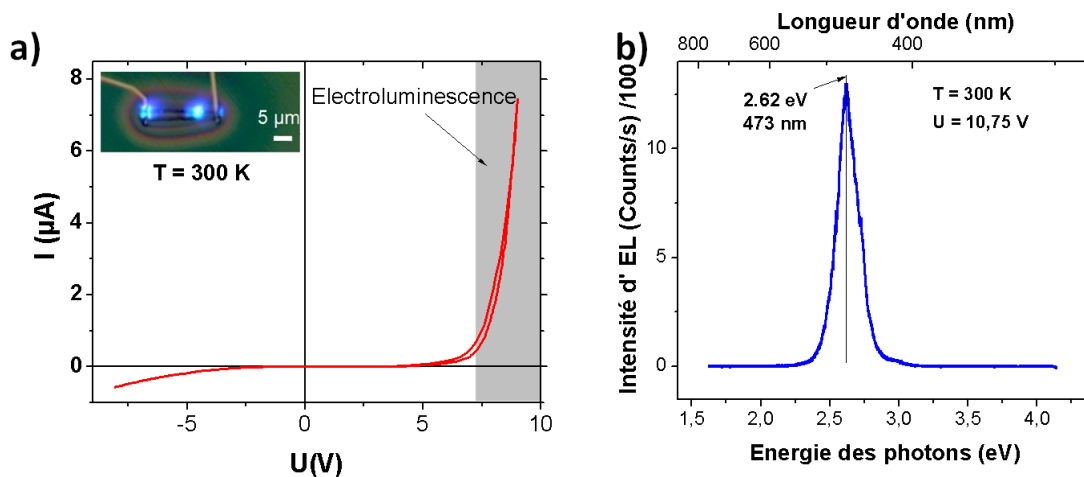 a)
8
7
6
4
2
0
-5
0
5
10
I (µA)
U(V)
5 µm
T = 300 K
Electroluminescence
b)
Longueur d'onde (nm)
800
600
400
2.62 eV
473 nm
T = 300 K
U = 10,75 V
10
5
0
1,5
2,0
2,5
3,0
3,5
4,0
Intensité d' EL (Counts/s) /100
Energie des photons (eV)